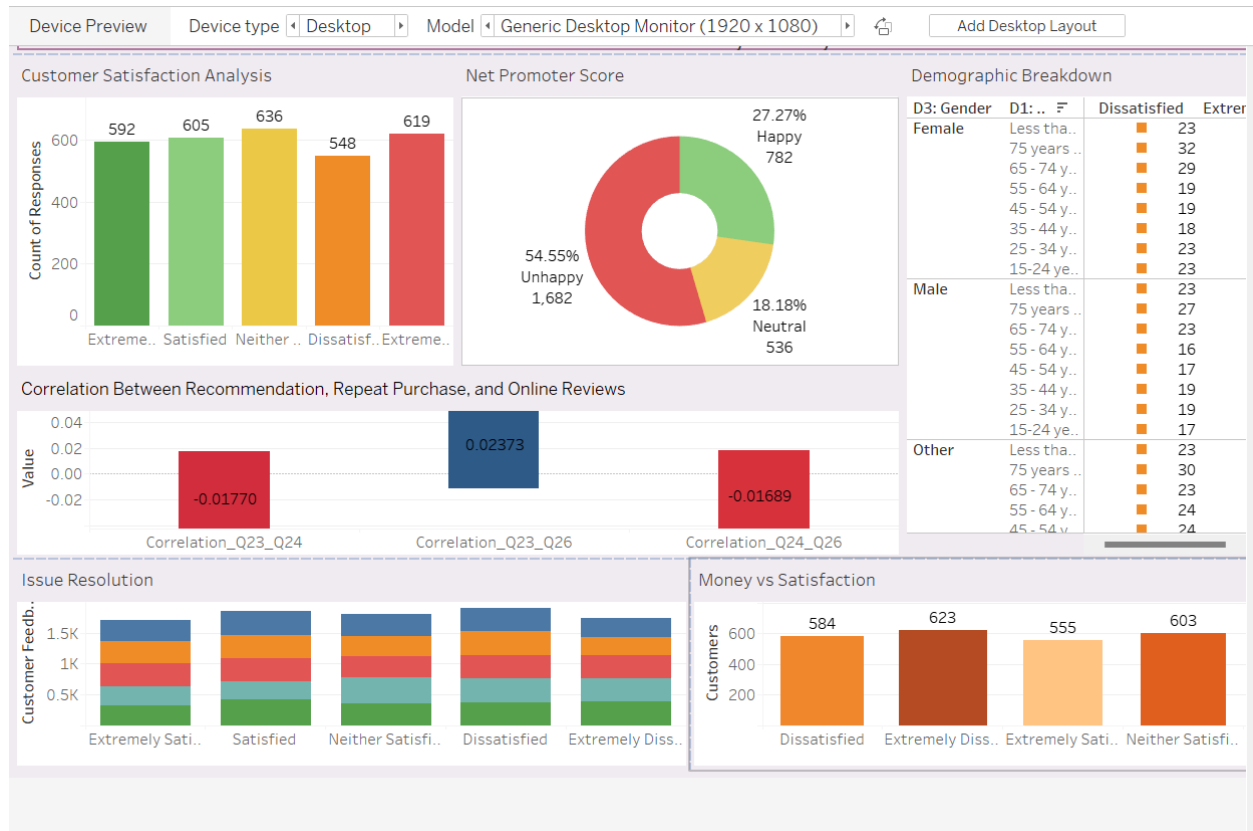 Device Preview Device type Desktop Model Generic Desktop Monitor (1920 x 1080) Add Desktop Layout
Customer Satisfaction Analysis
Count of Responses
600
400
200
0
592
605
636
548
619
Extreme.. Satisfied Neither .. Dissatisf.. Extreme..
Net Promoter Score
27.27%
Happy
782
54.55%
Unhappy
1,682
18.18%
Neutral
536
Demographic Breakdown
D3: Gender D1: .. Dissatisfied Extrer
Female Less tha.. 23
75 years .. 32
65 - 74 y.. 29
55 - 64 y.. 19
45 - 54 y.. 19
35 - 44 y.. 18
25 - 34 y.. 23
15-24 ye.. 23
Male Less tha.. 23
75 years .. 27
65 - 74 y.. 23
55 - 64 y.. 16
45 - 54 y.. 17
35 - 44 y.. 19
25 - 34 y.. 19
15-24 ye.. 17
Other Less tha.. 23
75 years .. 30
65 - 74 y.. 23
55 - 64 y.. 24
45 - 54 y.. 24
Correlation Between Recommendation, Repeat Purchase, and Online Reviews
Value
0.04
0.02
0.00
-0.02
-0.01770
0.02373
-0.01689
Correlation_Q23_Q24 Correlation_Q23_Q26 Correlation_Q24_Q26
Issue Resolution
Customer Feedb..
1.5K
1K
0.5K
Extremely Sati.. Satisfied Neither Satisfi.. Dissatisfied Extremely Diss..
Money vs Satisfaction
Customers
600
400
200
584
623
555
603
Dissatisfied Extremely Diss.. Extremely Sati.. Neither Satisfi..